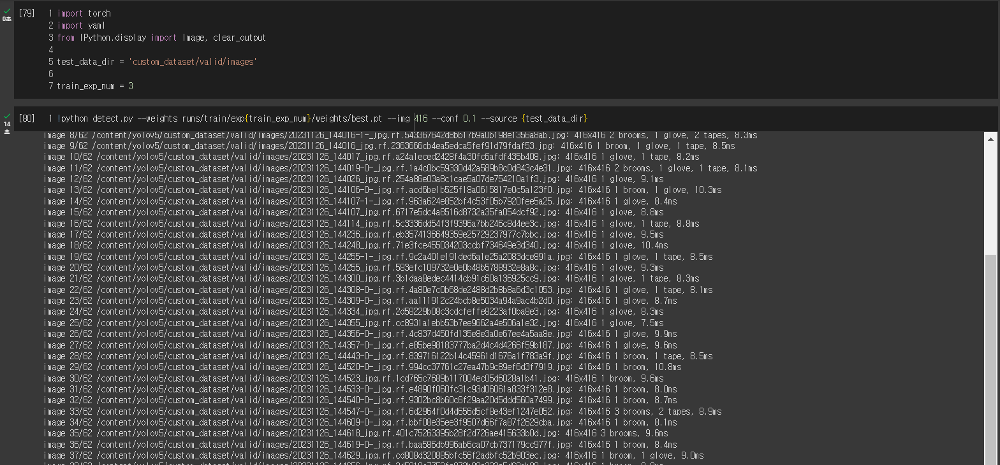 [79]
0초
1 import torch
2 import yaml
3 from IPython.display import Image, clear_output
4
5 test_data_dir = 'custom_dataset/valid/images'
6
7 train_exp_num = 3
[80]
14
초
1 !python detect.py --weights runs/train/exp{train_exp_num}/weights/best.pt --img 416 --conf 0.1 --source {test_data_dir}
image 8/62 /content/yolov5/custom_dataset/valid/images/20231126_144016-1-_jpg.rf.543367642d8bb17b9a0b198e1356a8ab.jpg: 416x416 2 brooms, 1 glove, 2 tapes, 8.3ms
image 9/62 /content/yolov5/custom_dataset/valid/images/20231126_144016_jpg.rf.2363666cb4ea5edca5fef91d79fdaf53.jpg: 416x416 1 broom, 1 glove, 1 tape, 8.5ms
image 10/62 /content/yolov5/custom_dataset/valid/images/20231126_144017_jpg.rf.a24a1eced2428f4a30fc6afdf435b408.jpg: 416x416 1 glove, 1 tape, 8.2ms
image 11/62 /content/yolov5/custom_dataset/valid/images/20231126_144019-0-_jpg.rf.1a4c0bc59330d42a589b8c0d843c4e31.jpg: 416x416 2 brooms, 1 glove, 1 tape, 8.1ms
image 12/62 /content/yolov5/custom_dataset/valid/images/20231126_144026_jpg.rf.254a86e03a8c1cae5a07de754210a1f3.jpg: 416x416 1 glove, 9.1ms
image 13/62 /content/yolov5/custom_dataset/valid/images/20231126_144106-0-_jpg.rf.acd6be1b525f18a0615817e0c5a123f0.jpg: 416x416 1 broom, 1 glove, 10.3ms
image 14/62 /content/yolov5/custom_dataset/valid/images/20231126_144107-1-_jpg.rf.963a624e852bf4c53f05b7920fee5a25.jpg: 416x416 1 glove, 8.4ms
image 15/62 /content/yolov5/custom_dataset/valid/images/20231126_144107_jpg.rf.6717e5dc4a8516d8732a35fa054dcf92.jpg: 416x416 1 glove, 8.8ms
image 16/62 /content/yolov5/custom_dataset/valid/images/20231126_144114_jpg.rf.5c3336dd54f3f9396a7bb246c8d4ee3c.jpg: 416x416 1 glove, 1 tape, 8.8ms
image 17/62 /content/yolov5/custom_dataset/valid/images/20231126_144236_jpg.rf.eb3574136649359e25729237977c7bbc.jpg: 416x416 1 glove, 9.5ms
image 18/62 /content/yolov5/custom_dataset/valid/images/20231126_144248_jpg.rf.71e3fce455034203ccbf734649e3d340.jpg: 416x416 1 glove, 10.4ms
image 19/62 /content/yolov5/custom_dataset/valid/images/20231126_144255-1-_jpg.rf.9c2a401e191ded6a1e25a2083dce891a.jpg: 416x416 1 glove, 1 tape, 8.5ms
image 20/62 /content/yolov5/custom_dataset/valid/images/20231126_144255_jpg.rf.583efc109732e0e0b48b5788932e8a8c.jpg: 416x416 1 glove, 9.3ms
image 21/62 /content/yolov5/custom_dataset/valid/images/20231126_144300_jpg.rf.3b1daa8edec4414cb91c60a136925cc9.jpg: 416x416 1 glove, 1 tape, 8.3ms
image 22/62 /content/yolov5/custom_dataset/valid/images/20231126_144308-0-_jpg.rf.4a80e7c0b68de2488d2b8b8a6d3c1053.jpg: 416x416 1 glove, 1 tape, 8.1ms
image 23/62 /content/yolov5/custom_dataset/valid/images/20231126_144309-0-_jpg.rf.aa111912c24bcb8e5034a94a9ac4b2d0.jpg: 416x416 1 glove, 8.7ms
image 24/62 /content/yolov5/custom_dataset/valid/images/20231126_144334_jpg.rf.2d58229b08c3cdcfeffe8223af0ba8e3.jpg: 416x416 1 glove, 8.3ms
image 25/62 /content/yolov5/custom_dataset/valid/images/20231126_144355_jpg.rf.cc8931a1ebb53b7ee9662a4e506a1e32.jpg: 416x416 1 glove, 7.5ms
image 26/62 /content/yolov5/custom_dataset/valid/images/20231126_144356-0-_jpg.rf.4c837d450fd135e8e3a0e67ee4a5aa8e.jpg: 416x416 1 glove, 9.9ms
image 27/62 /content/yolov5/custom_dataset/valid/images/20231126_144357-0-_jpg.rf.e85be98183777ba2d4c4d4266f59b187.jpg: 416x416 1 glove, 9.6ms
image 28/62 /content/yolov5/custom_dataset/valid/images/20231126_144443-0-_jpg.rf.839716122b14c45961d1676a1f783a9f.jpg: 416x416 1 broom, 1 tape, 8.5ms
image 29/62 /content/yolov5/custom_dataset/valid/images/20231126_144520-0-_jpg.rf.994cc37761c27ea47b9c89ef6d3f7919.jpg: 416x416 1 broom, 10.8ms
image 30/62 /content/yolov5/custom_dataset/valid/images/20231126_144523_jpg.rf.1cd765c7689b117004ec05d6028a1b41.jpg: 416x416 1 broom, 9.6ms
image 31/62 /content/yolov5/custom_dataset/valid/images/20231126_144533-0-_jpg.rf.e4890f060fc31c93d06061a833f312e8.jpg: 416x416 1 broom, 8.0ms
image 32/62 /content/yolov5/custom_dataset/valid/images/20231126_144540-0-_jpg.rf.9302bc8b60c6f29aa20d5ddd560a7499.jpg: 416x416 1 broom, 8.7ms
image 33/62 /content/yolov5/custom_dataset/valid/images/20231126_144547-0-_jpg.rf.6d2964f0d4d656d5cf8e43ef1247e052.jpg: 416x416 3 brooms, 2 tapes, 8.9ms
image 34/62 /content/yolov5/custom_dataset/valid/images/20231126_144609-0-_jpg.rf.bbf08e35ee3f9507d66f7a87f2629cba.jpg: 416x416 1 broom, 8.1ms
image 35/62 /content/yolov5/custom_dataset/valid/images/20231126_144618_jpg.rf.401c75263395b28f2d726ae415633b0d.jpg: 416x416 3 brooms, 9.6ms
image 36/62 /content/yolov5/custom_dataset/valid/images/20231126_144619-0-_jpg.rf.baa586db996ab6ca07cb737179cc977f.jpg: 416x416 1 broom, 8.4ms
image 37/62 /content/yolov5/custom_dataset/valid/images/20231126_144629_jpg.rf.cd808d320885bfc56f2adbfc52b903ec.jpg: 416x416 1 broom, 1 glove, 9.0ms